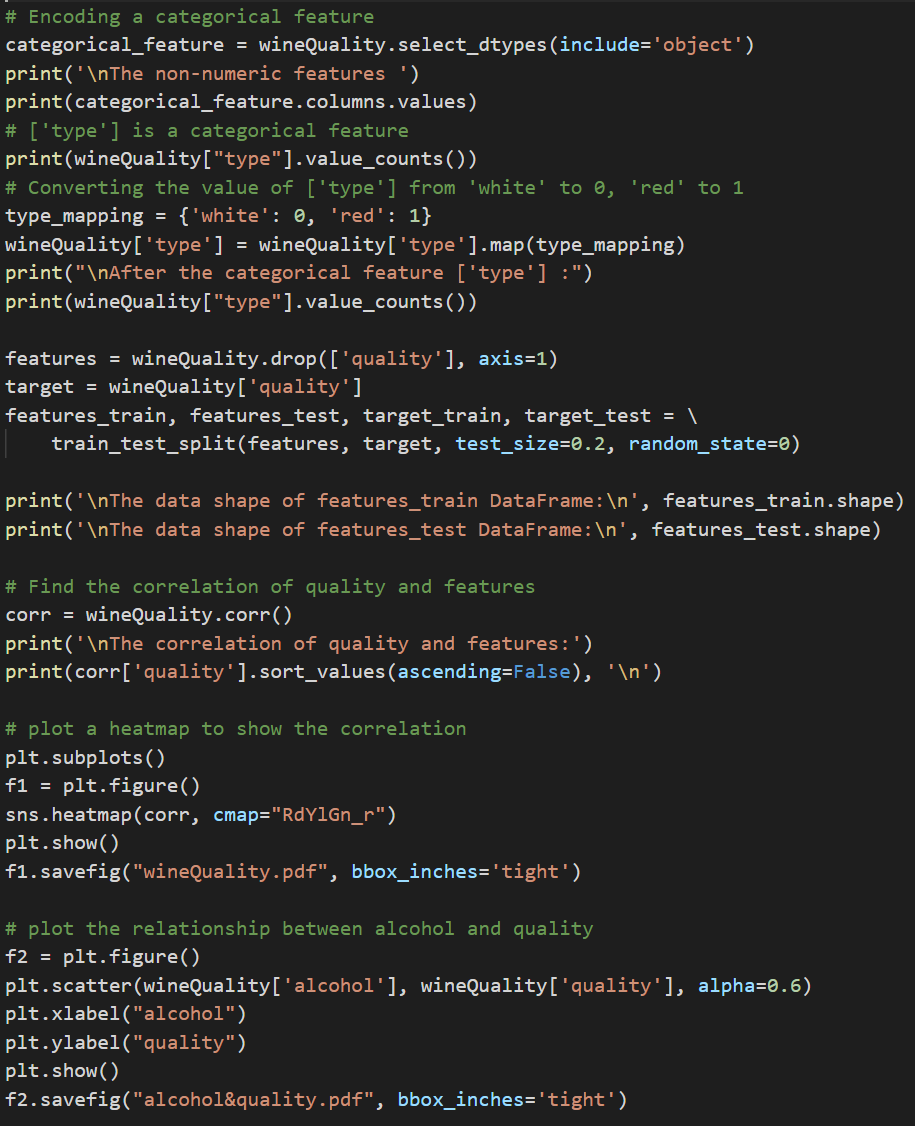 # Encoding a categorical feature
categorical_feature = wineQuality.select_dtypes(include='object')
print('\nThe non-numeric features ')
print(categorical_feature.columns.values)
# ['type'] is a categorical feature
print(wineQuality["type"].value_counts())
# Converting the value of ['type'] from 'white' to 0, 'red' to 1
type_mapping = {'white': 0, 'red': 1}
wineQuality['type'] = wineQuality['type'].map(type_mapping)
print("\nAfter the categorical feature ['type'] :")
print(wineQuality["type"].value_counts())

features = wineQuality.drop(['quality'], axis=1)
target = wineQuality['quality']
features_train, features_test, target_train, target_test = \
    train_test_split(features, target, test_size=0.2, random_state=0)

print('\nThe data shape of features_train DataFrame:\n', features_train.shape)
print('\nThe data shape of features_test DataFrame:\n', features_test.shape)

# Find the correlation of quality and features
corr = wineQuality.corr()
print('\nThe correlation of quality and features:')
print(corr['quality'].sort_values(ascending=False), '\n')

# plot a heatmap to show the correlation
plt.subplots()
f1 = plt.figure()
sns.heatmap(corr, cmap="RdYlGn_r")
plt.show()
f1.savefig("wineQuality.pdf", bbox_inches='tight')

# plot the relationship between alcohol and quality
f2 = plt.figure()
plt.scatter(wineQuality['alcohol'], wineQuality['quality'], alpha=0.6)
plt.xlabel("alcohol")
plt.ylabel("quality")
plt.show()
f2.savefig("alcohol&quality.pdf", bbox_inches='tight')